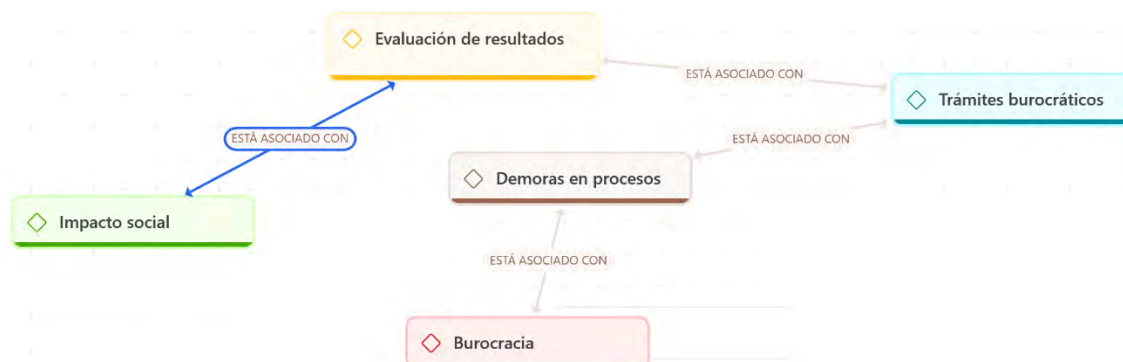 Evaluación de resultados
ESTÁ ASOCIADO CON
Trámites burocráticos
ESTÁ ASOCIADO CON
ESTÁ ASOCIADO CON
Demoras en procesos
Impacto social
ESTÁ ASOCIADO CON
Burocracia